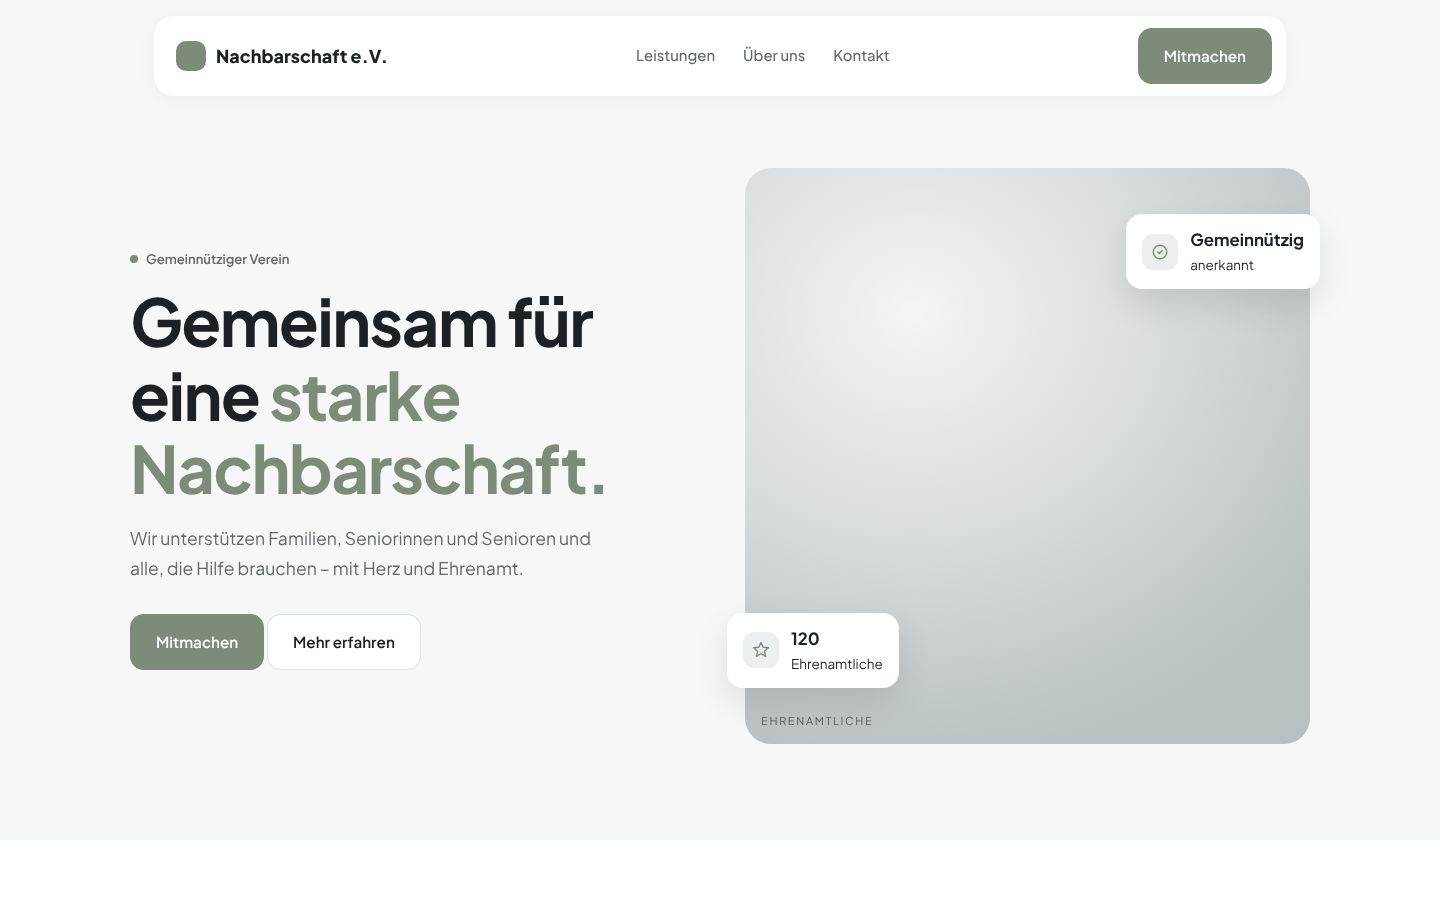 Nachbarschaft e.V.
Leistungen
Über uns
Kontakt
Mitmachen
Gemeinnütziger Verein
Gemeinsam für
eine starke
Nachbarschaft.
Wir unterstützen Familien, Seniorinnen und Senioren und
alle, die Hilfe brauchen – mit Herz und Ehrenamt.
Mitmachen
Mehr erfahren
Gemeinnützig
anerkannt
120
Ehrenamtliche
EHRENAMTLICHE